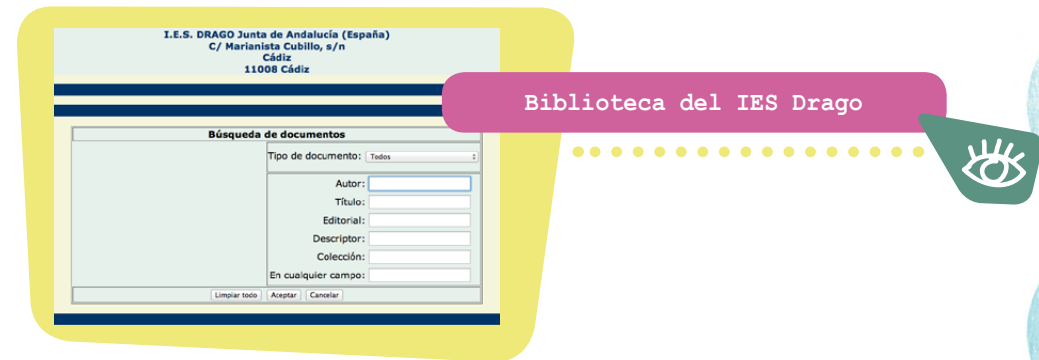 I.E.S. DRAGO Junta de Andalucía (España)
C/ Marianista Cubillo, s/n
Cádiz
11008 Cádiz
Biblioteca del IES Drago
Búsqueda de documentos
Tipo de documento: Todos
Autor:
Título:
Editorial:
Descriptor:
Colección:
En cualquier campo:
Limpiar todo Aceptar Cancelar